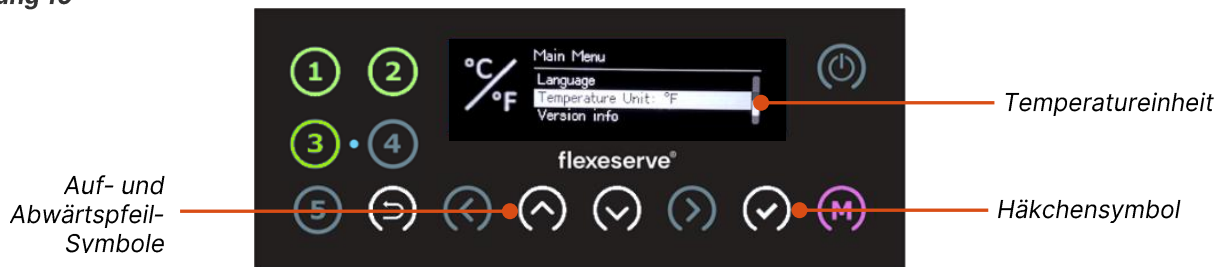 1
2
3
4
5
°C/°F
Main Menu
Language
Temperature Unit: °F
Version info
flexeserve®
M
Temperatureinheit
Auf- und
Abwärtspfeil-
Symbole
Häkchensymbol